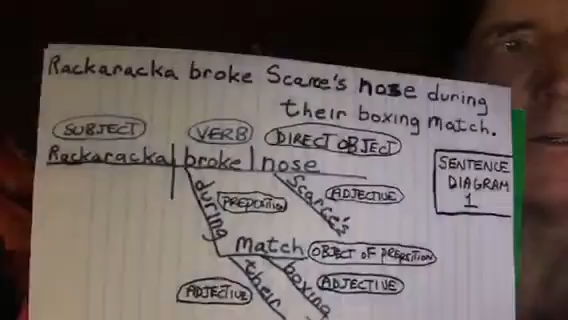 Rackaracka broke Scarce's nose during
their boxing match.
SUBJECT VERB DIRECT OBJECT
Rackaracka broke nose
SENTENCE
DIAGRAM
1
Scarce's
ADJECTIVE
during
PREPOSITION
match OBJECT OF PREPOSITION
their
ADJECTIVE
boxing
ADJECTIVE